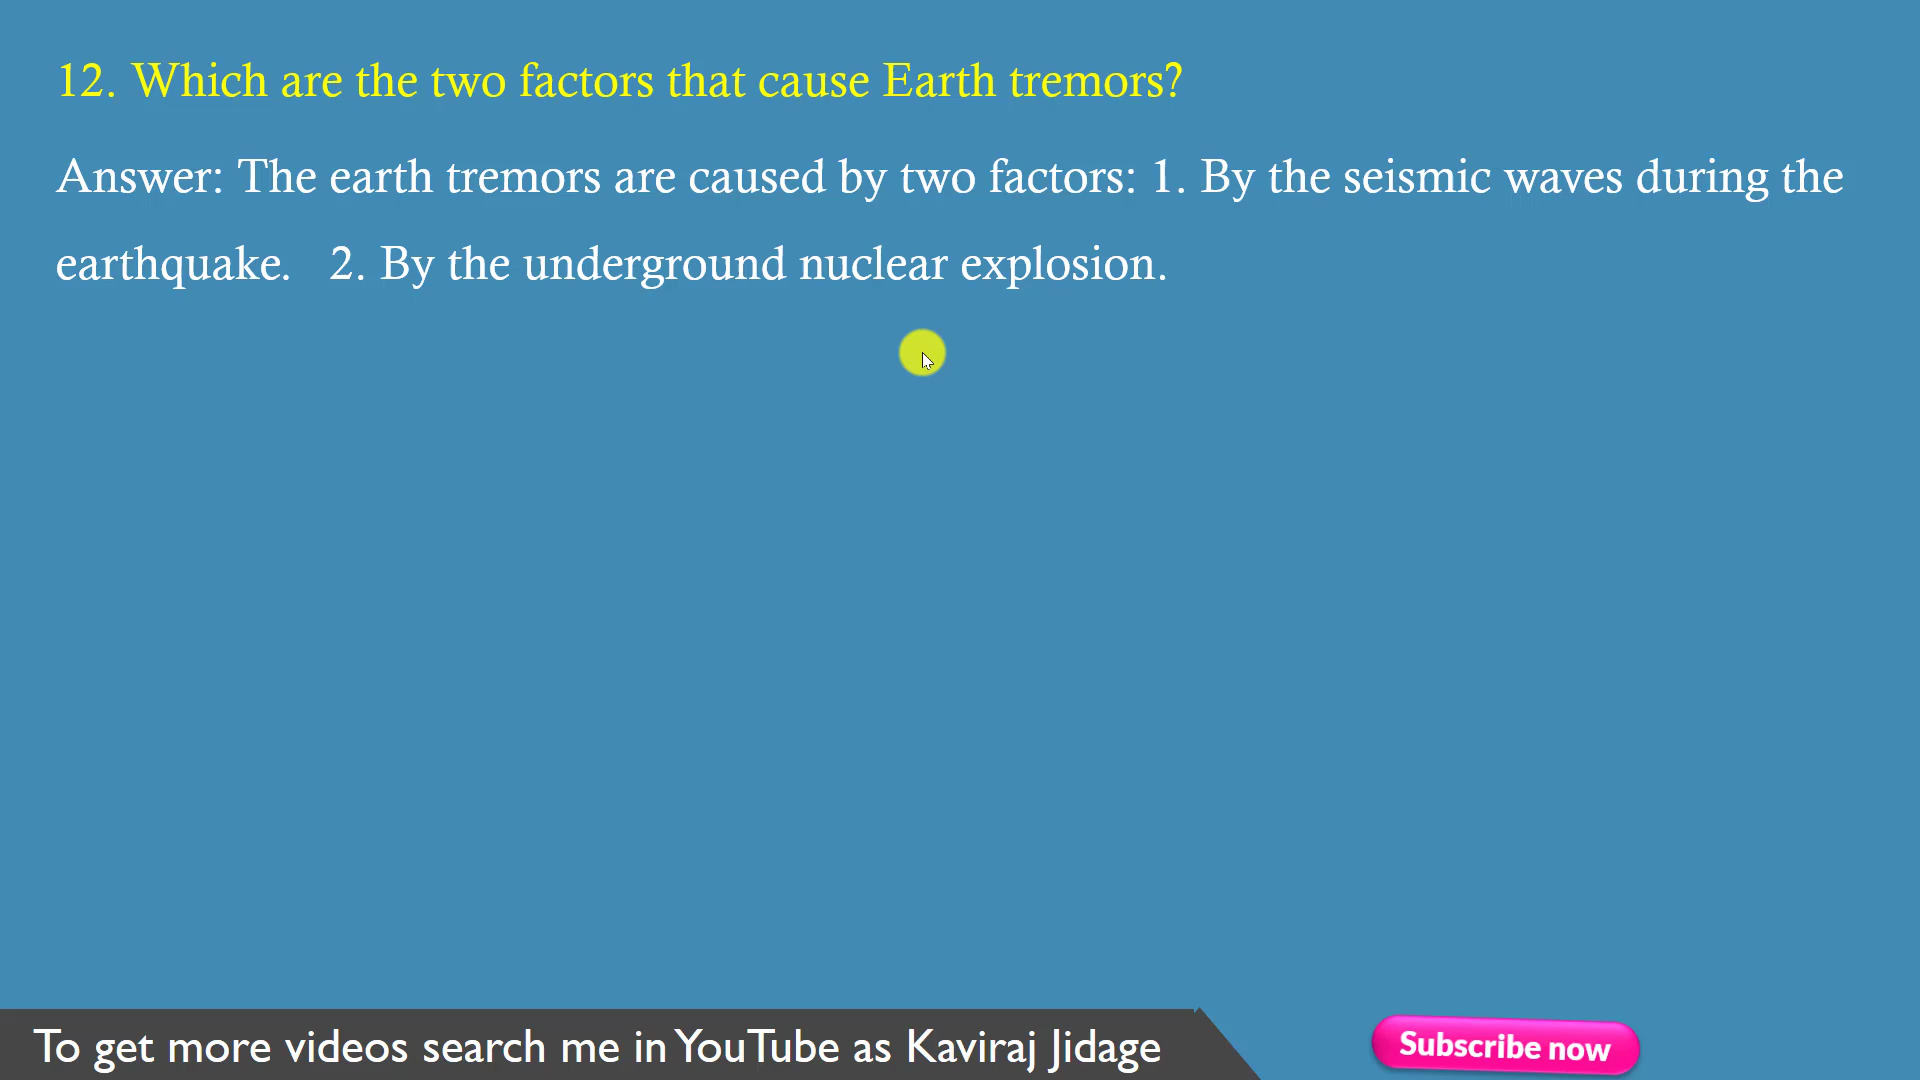 12. Which are the two factors that cause Earth tremors?
Answer: The earth tremors are caused by two factors: 1. By the seismic waves during the
earthquake. 2. By the underground nuclear explosion.
To get more videos search me in YouTube as Kaviraj Jidage
Subscribe now